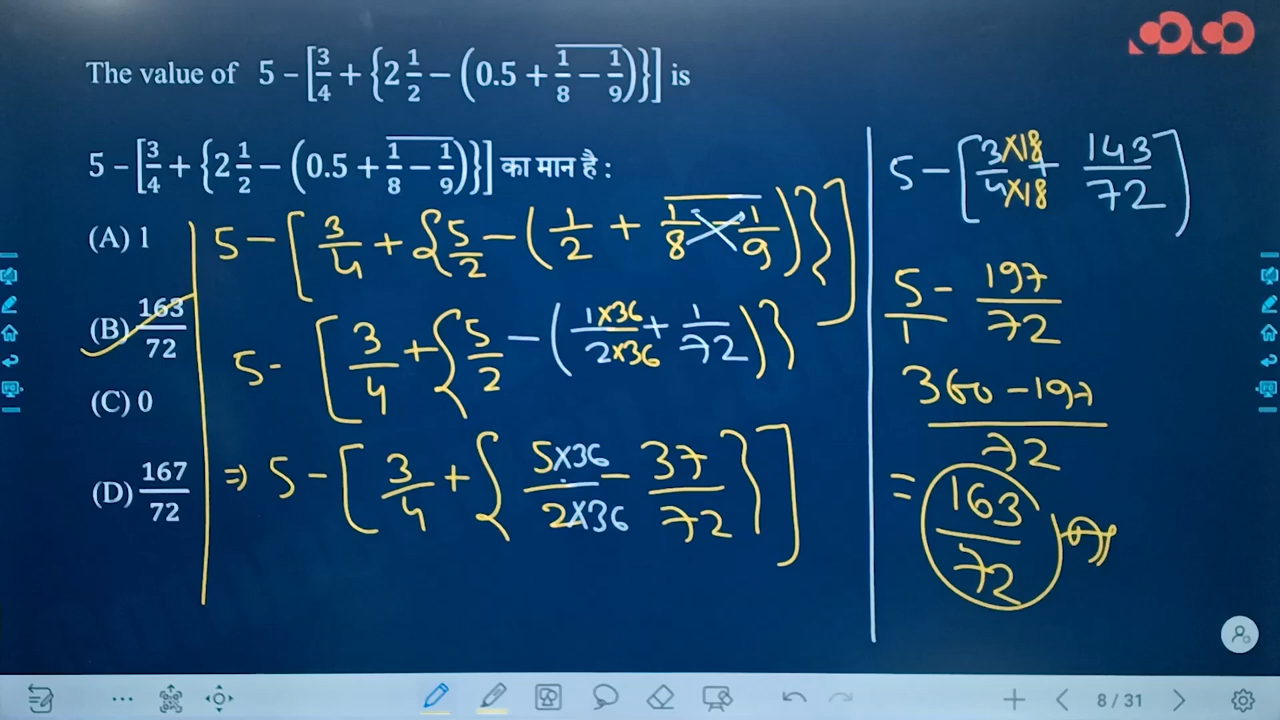 The value of 5 − [3/4 + {2 1/2 − (0.5 + \overline{1/8 − 1/9})}] is
5 − [3/4 + {2 1/2 − (0.5 + \overline{1/8 − 1/9})}] का मान है :
(A) 1
(B) 163/72
(C) 0
(D) 167/72
5 − [3/4 + {5/2 − (1/2 + \overline{1/8 − 1/9})}]
5 - [3/4 + {5/2 − (1×36/2×36 + 1/72)}
⇒ 5 − [3/4 + {5×36/2×36 − 37/72}]
5 − [3×18/4×18 + 143/72]
5/1 − 197/72
360 − 197/72
= 163/72
8 / 31